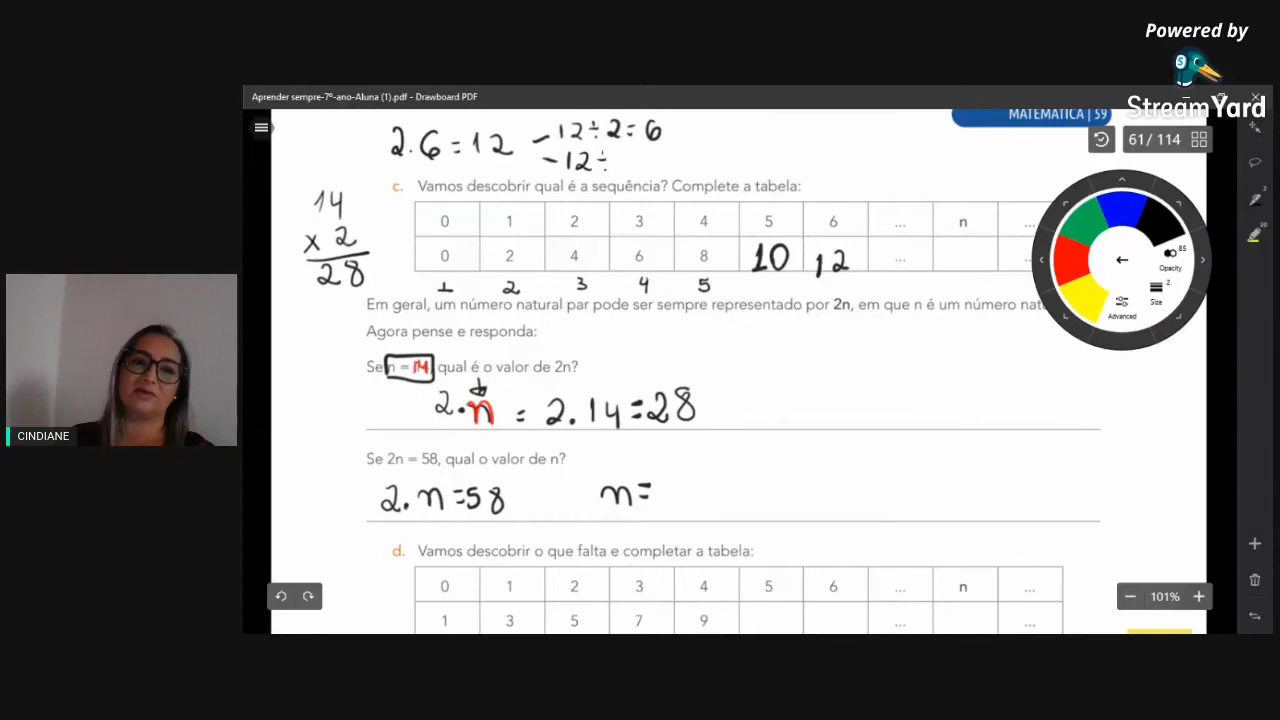 Powered by
StreamYard
Aprender sempre-7º-ano-Aluna (1).pdf - Drawboard PDF
MATEMÁTICA | 59
61 / 114
2.6=12 -12÷2=6
-12÷
c. Vamos descobrir qual é a sequência? Complete a tabela:
0 1 2 3 4 5 6 ... n ...
0 2 4 6 8 10 12 ...
1 2 3 4 5
14
x 2
28
Em geral, um número natural par pode ser sempre representado por 2n, em que n é um número
Agora pense e responda:
Se n = 14, qual é o valor de 2n?
2.n = 2.14=28
Se 2n = 58, qual o valor de n?
2.n=58 n=
d. Vamos descobrir o que falta e completar a tabela:
0 1 2 3 4 5 6 ... n ...
1 3 5 7 9 ... ...
85
Opacity
2
Size
Advanced
2
20
101%
CINDIANE